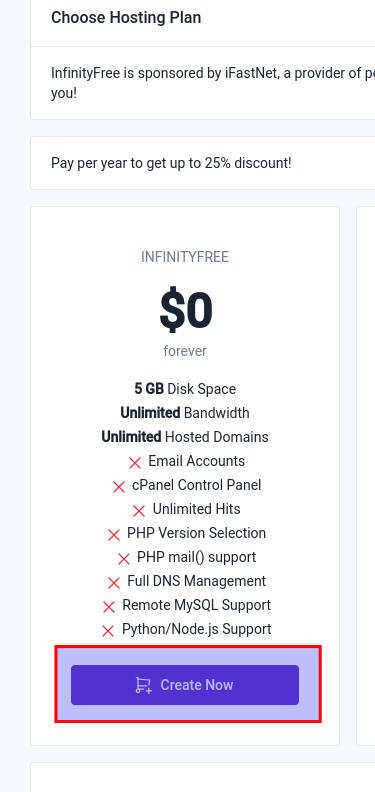 Choose Hosting Plan
InfinityFree is sponsored by iFastNet, a provider of
you!
Pay per year to get up to 25% discount!
INFINITYFREE
$0
forever
5 GB Disk Space
Unlimited Bandwidth
Unlimited Hosted Domains
Email Accounts
cPanel Control Panel
Unlimited Hits
PHP Version Selection
PHP mail() support
Full DNS Management
Remote MySQL Support
Python/Node.js Support
Create Now